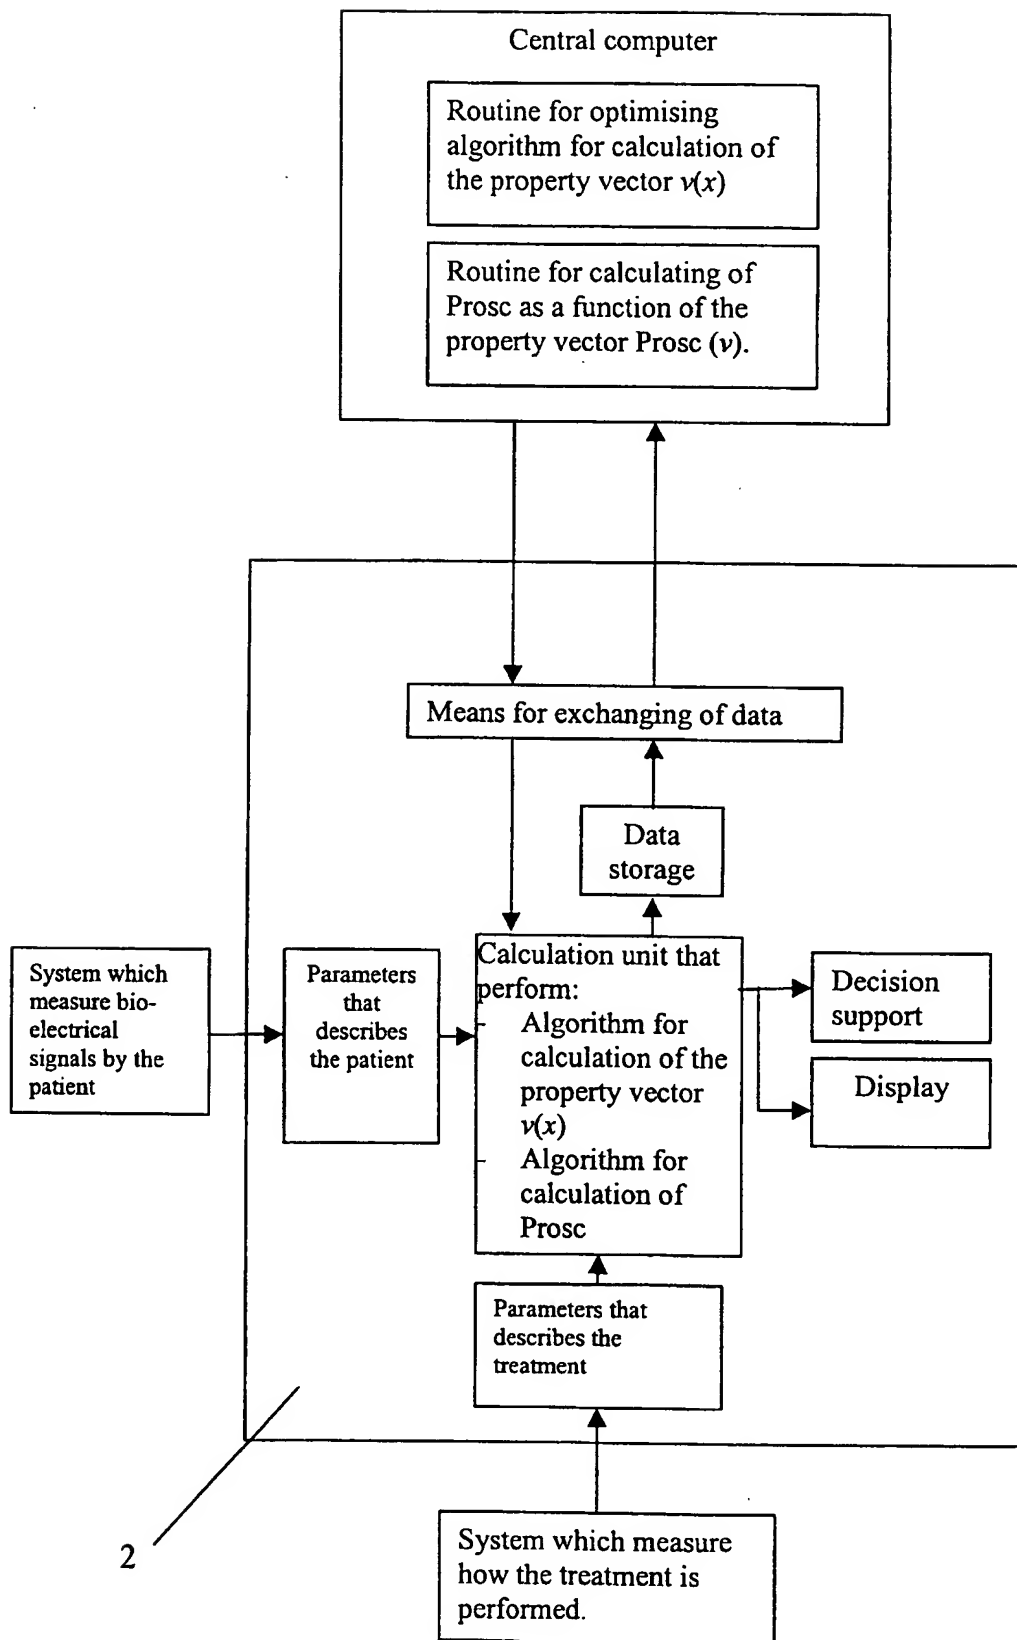 Central computer
Routine for optimising
algorithm for calculation of
the property vector v(x)
Routine for calculating of
Prosc as a function of the
property vector Prosc (v).
Means for exchanging of data
Data
storage
System which
measure bio-
electrical
signals by the
patient
Parameters
that
describes
the patient
Calculation unit that
perform:
- Algorithm for
calculation of the
property vector
v(x)
- Algorithm for
calculation of
Prosc
Decision
support
Display
Parameters that
describes the
treatment
2
System which measure
how the treatment is
performed.